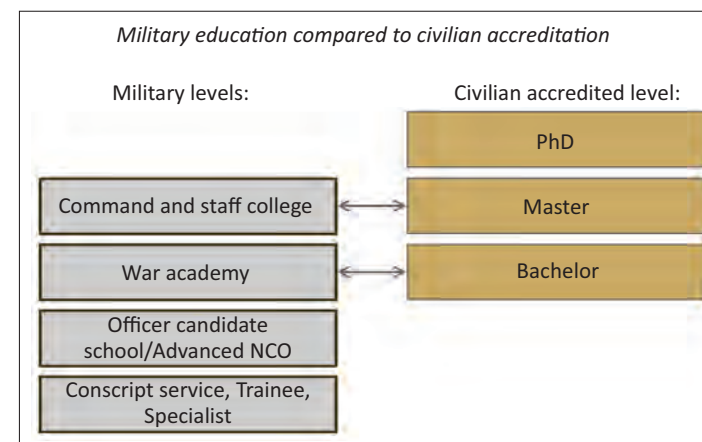 Military education compared to civilian accreditation
Military levels:
Civilian accredited level:
PhD
Command and staff college
Master
War academy
Bachelor
Officer candidate
school/Advanced NCO
Conscript service, Trainee,
Specialist